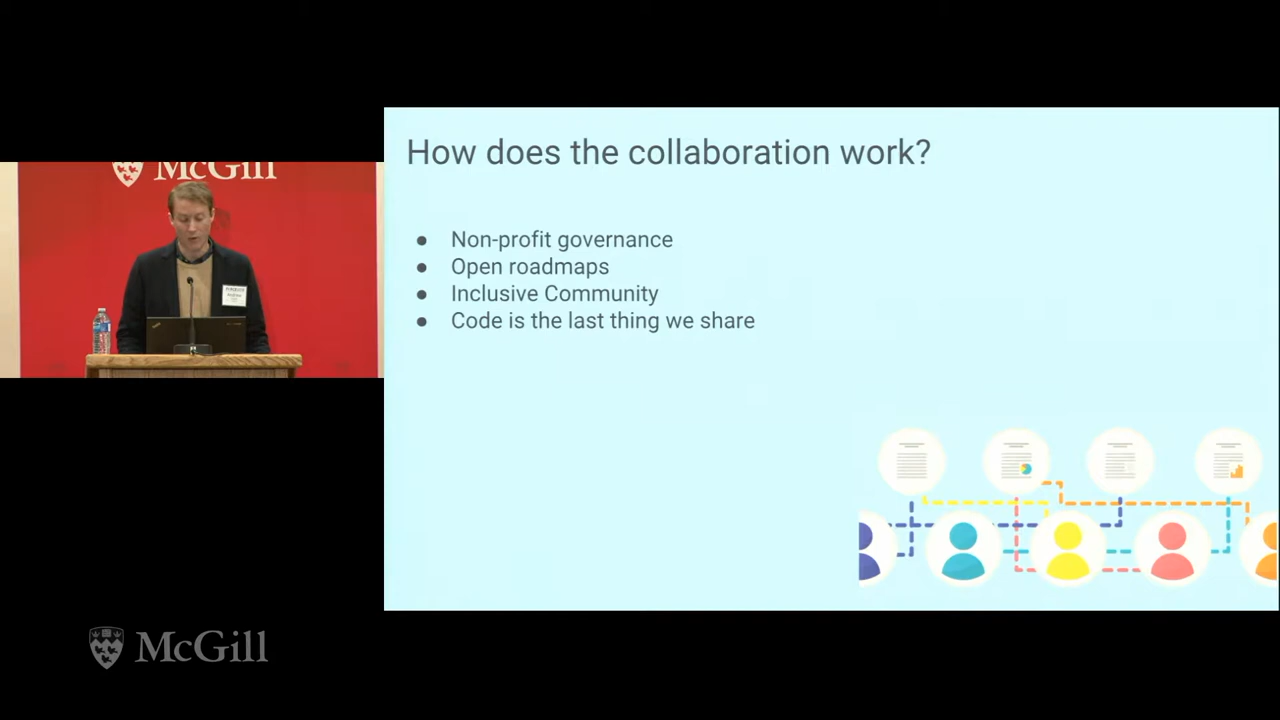 McGill
How does the collaboration work?
● Non-profit governance
● Open roadmaps
● Inclusive Community
● Code is the last thing we share
McGill